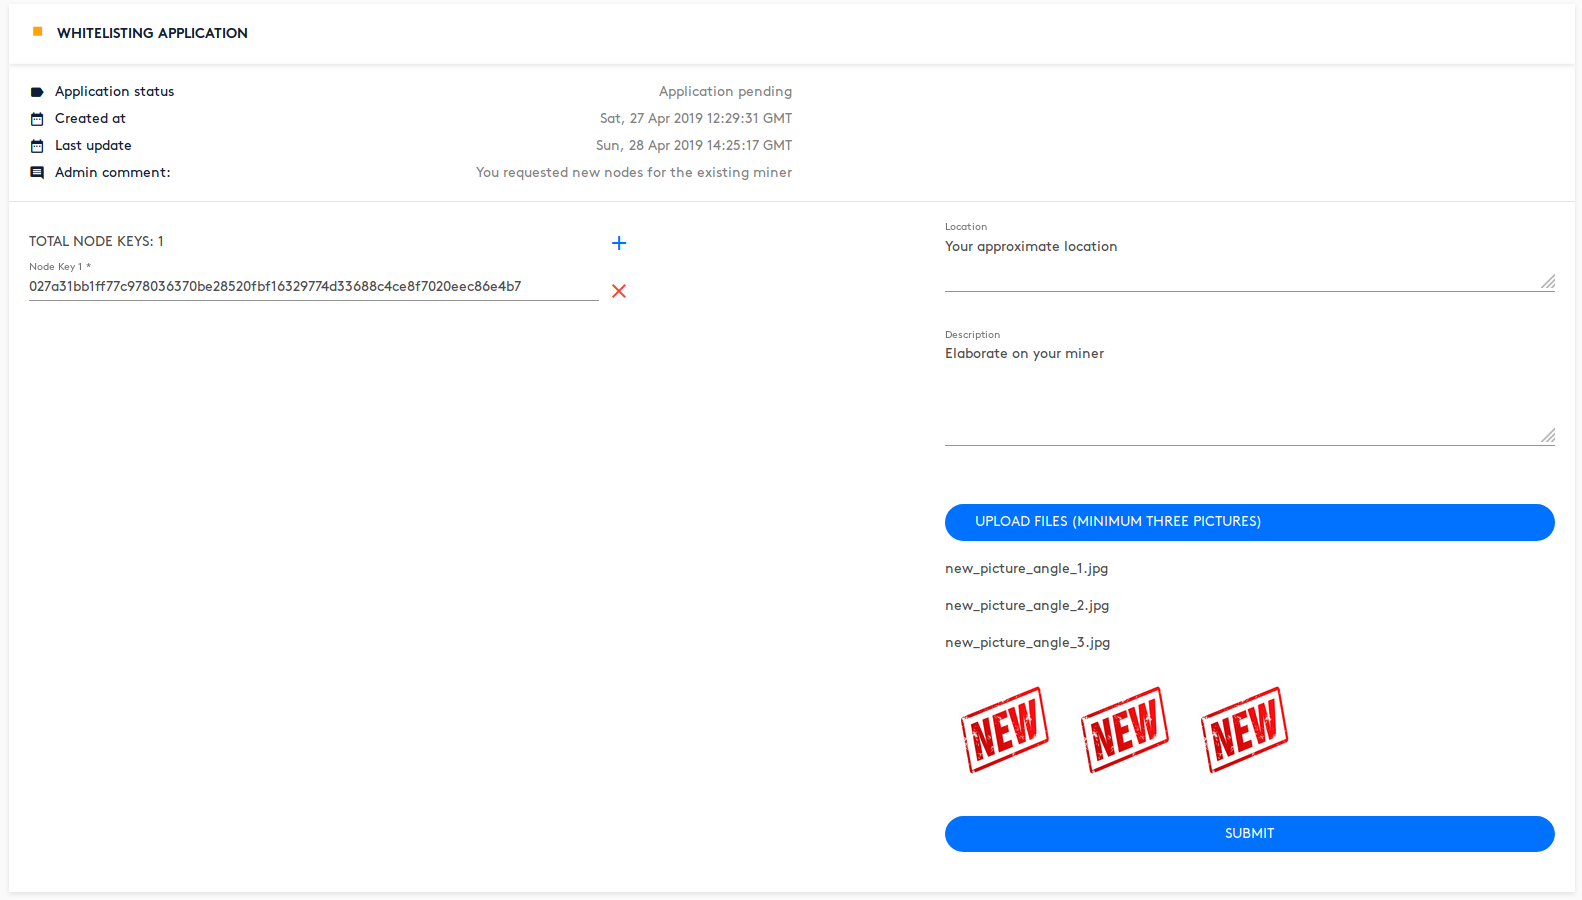 WHITELISTING APPLICATION
Application status Application pending
Created at Sat, 27 Apr 2019 12:29:31 GMT
Last update Sun, 28 Apr 2019 14:25:17 GMT
Admin comment: You requested new nodes for the existing miner
TOTAL NODE KEYS: 1
Node Key 1 *
027a31bb1ff77c978036370be28520fbf16329774d33688c4ce8f7020eec86e4b7
Location
Your approximate location
Description
Elaborate on your miner
UPLOAD FILES (MINIMUM THREE PICTURES)
new_picture_angle_1.jpg
new_picture_angle_2.jpg
new_picture_angle_3.jpg
NEW NEW NEW
SUBMIT